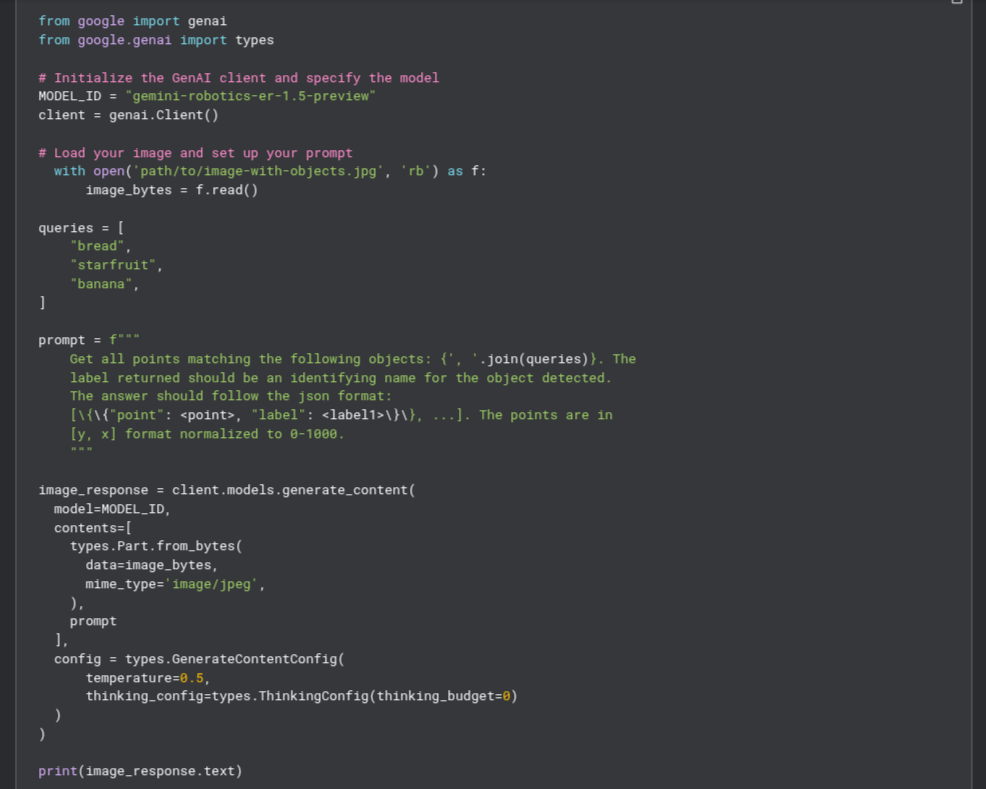 from google import genai
from google.genai import types

# Initialize the GenAI client and specify the model
MODEL_ID = "gemini-robotics-er-1.5-preview"
client = genai.Client()

# Load your image and set up your prompt
  with open('path/to/image-with-objects.jpg', 'rb') as f:
      image_bytes = f.read()

queries = [
    "bread",
    "starfruit",
    "banana",
]

prompt = f"""
    Get all points matching the following objects: {', '.join(queries)}. The
    label returned should be an identifying name for the object detected.
    The answer should follow the json format:
    [\{\{"point": <point>, "label": <label1>\}\}, ...]. The points are in
    [y, x] format normalized to 0-1000.
    """

image_response = client.models.generate_content(
  model=MODEL_ID,
  contents=[
    types.Part.from_bytes(
      data=image_bytes,
      mime_type='image/jpeg',
    ),
    prompt
  ],
  config = types.GenerateContentConfig(
      temperature=0.5,
      thinking_config=types.ThinkingConfig(thinking_budget=0)
  )
)

print(image_response.text)